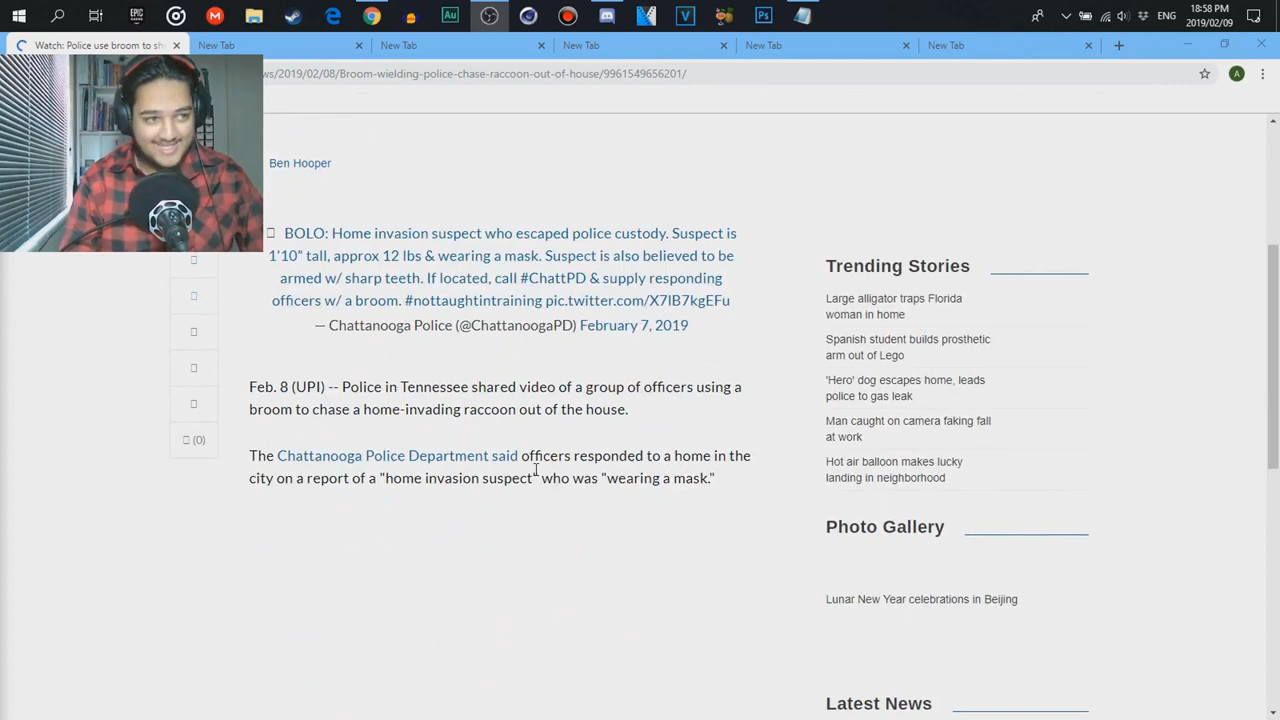 18:58 PM
ENG
2019/02/09
Watch: Police use broom to sh
New Tab
New Tab
New Tab
New Tab
New Tab
ws/2019/02/08/Broom-wielding-police-chase-raccoon-out-of-house/9961549656201/
A
Ben Hooper
BOLO: Home invasion suspect who escaped police custody. Suspect is
1'10" tall, approx 12 lbs & wearing a mask. Suspect is also believed to be
armed w/ sharp teeth. If located, call #ChattPD & supply responding
officers w/ a broom. #nottaughtintraining pic.twitter.com/X7lB7kgEFu
— Chattanooga Police (@ChattanoogaPD) February 7, 2019
Feb. 8 (UPI) -- Police in Tennessee shared video of a group of officers using a
broom to chase a home-invading raccoon out of the house.
The Chattanooga Police Department said officers responded to a home in the
city on a report of a "home invasion suspect" who was "wearing a mask."
(0)
Trending Stories
Large alligator traps Florida
woman in home
Spanish student builds prosthetic
arm out of Lego
'Hero' dog escapes home, leads
police to gas leak
Man caught on camera faking fall
at work
Hot air balloon makes lucky
landing in neighborhood
Photo Gallery
Lunar New Year celebrations in Beijing
Latest News